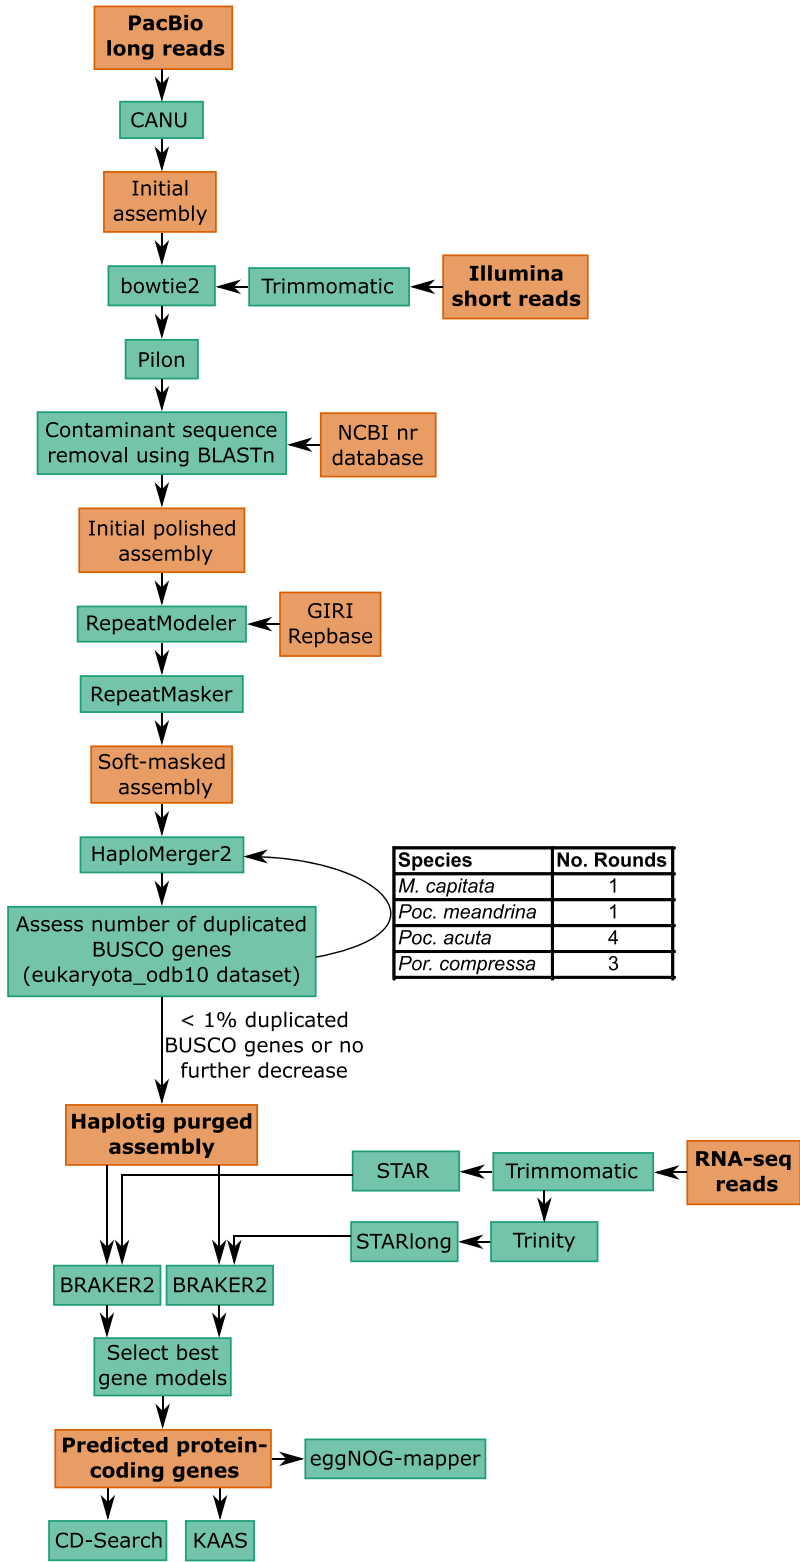 PacBio
long reads
CANU
Initial
assembly
bowtie2
Trimmomatic
Illumina
short reads
Pilon
Contaminant sequence
removal using BLASTn
NCBI nr
database
Initial polished
assembly
RepeatModeler
GIRI
Repbase
RepeatMasker
Soft-masked
assembly
HaploMerger2
Species No. Rounds
M. capitata 1
Poc. meandrina 1
Poc. acuta 4
Por. compressa 3
Assess number of duplicated
BUSCO genes
(eukaryota_odb10 dataset)
< 1% duplicated
BUSCO genes or no
further decrease
Haplotig purged
assembly
STAR
Trimmomatic
RNA-seq
reads
STARlong
Trinity
BRAKER2
BRAKER2
Select best
gene models
Predicted protein-
coding genes
eggNOG-mapper
CD-Search
KAAS